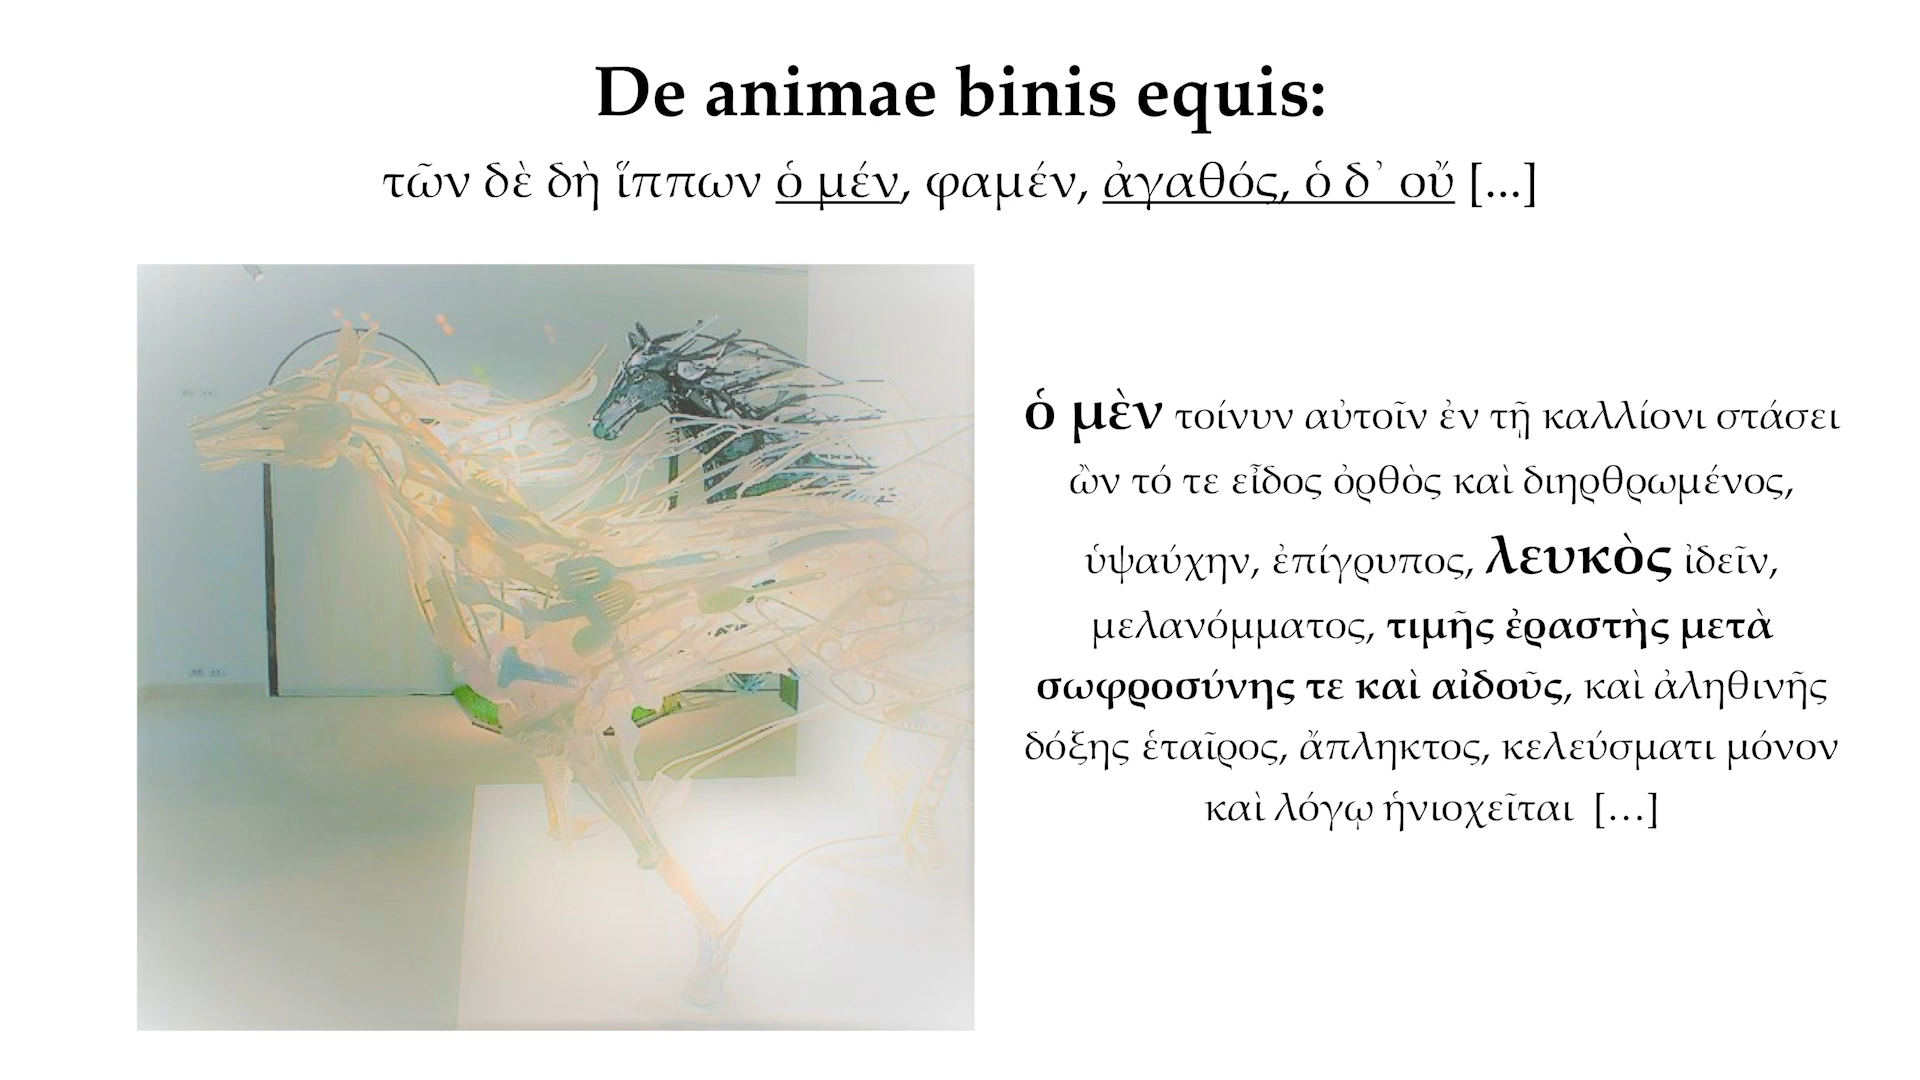 De animae binis equis:
τῶν δὲ δὴ ἵππων ὁ μέν, φαμέν, ἀγαθός, ὁ δ᾽ οὔ [...]
ὁ μὲν τοίνυν αὐτοῖν ἐν τῇ καλλίονι στάσει
ὢν τό τε εἶδος ὀρθὸς καὶ διηρθρωμένος,
ὑψαύχην, ἐπίγρυπος, λευκὸς ἰδεῖν,
μελανόμματος, τιμῆς ἐραστὴς μετὰ
σωφροσύνης τε καὶ αἰδοῦς, καὶ ἀληθινῆς
δόξης ἑταῖρος, ἄπληκτος, κελεύσματι μόνον
καὶ λόγῳ ἡνιοχεῖται […]